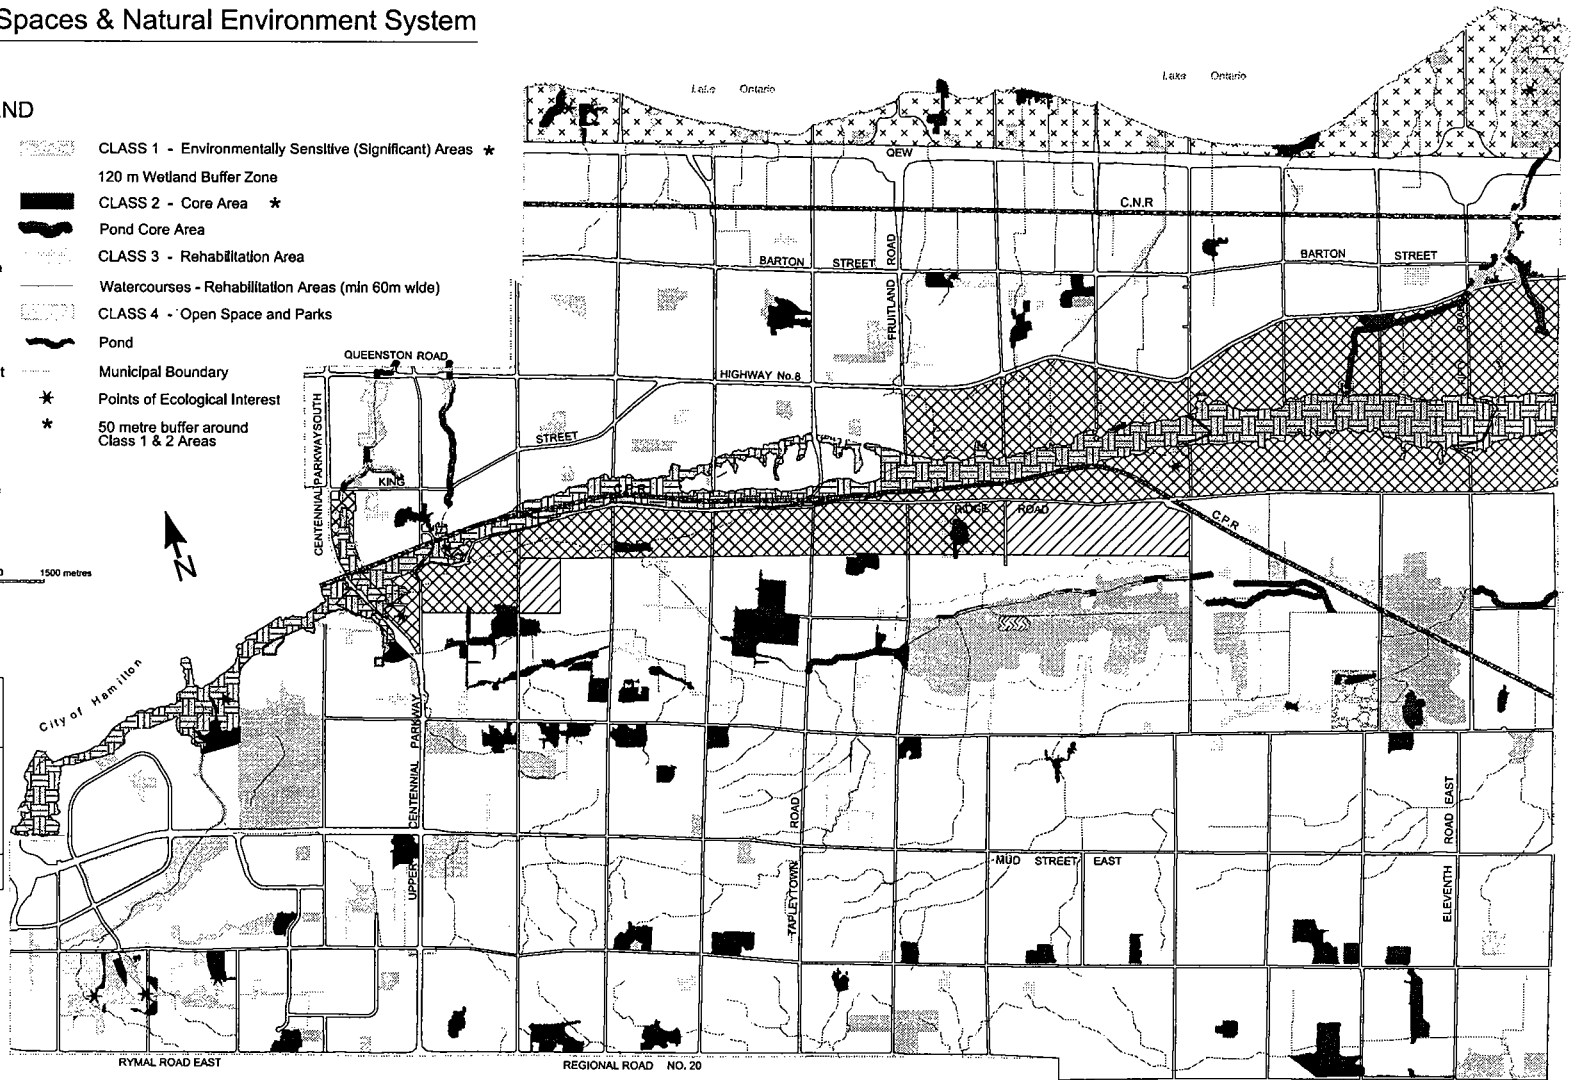 Spaces & Natural Environment System
ND
CLASS 1 - Environmentally Sensitive (Significant) Areas *
120 m Wetland Buffer Zone
CLASS 2 - Core Area *
Pond Core Area
CLASS 3 - Rehabilitation Area
Watercourses - Rehabilitation Areas (min 60m wide)
CLASS 4 - Open Space and Parks
Pond
Municipal Boundary
Points of Ecological Interest
50 metre buffer around
Class 1 & 2 Areas
1500 metres
N
Lake Ontario
Lake Ontario
QEW
C.N.R
BARTON STREET
BARTON STREET
FRUITLAND ROAD
QUEENSTON ROAD
HIGHWAY No.8
CENTENNIAL PARKWAY SOUTH
STREET
KING
RIDGE ROAD
C.P.R
ROAD
City of Hamilton
UPPER CENTENNIAL PARKWAY
TAPLEYTOWN ROAD
MUD STREET EAST
ELEVENTH ROAD EAST
RYMAL ROAD EAST
REGIONAL ROAD NO. 20